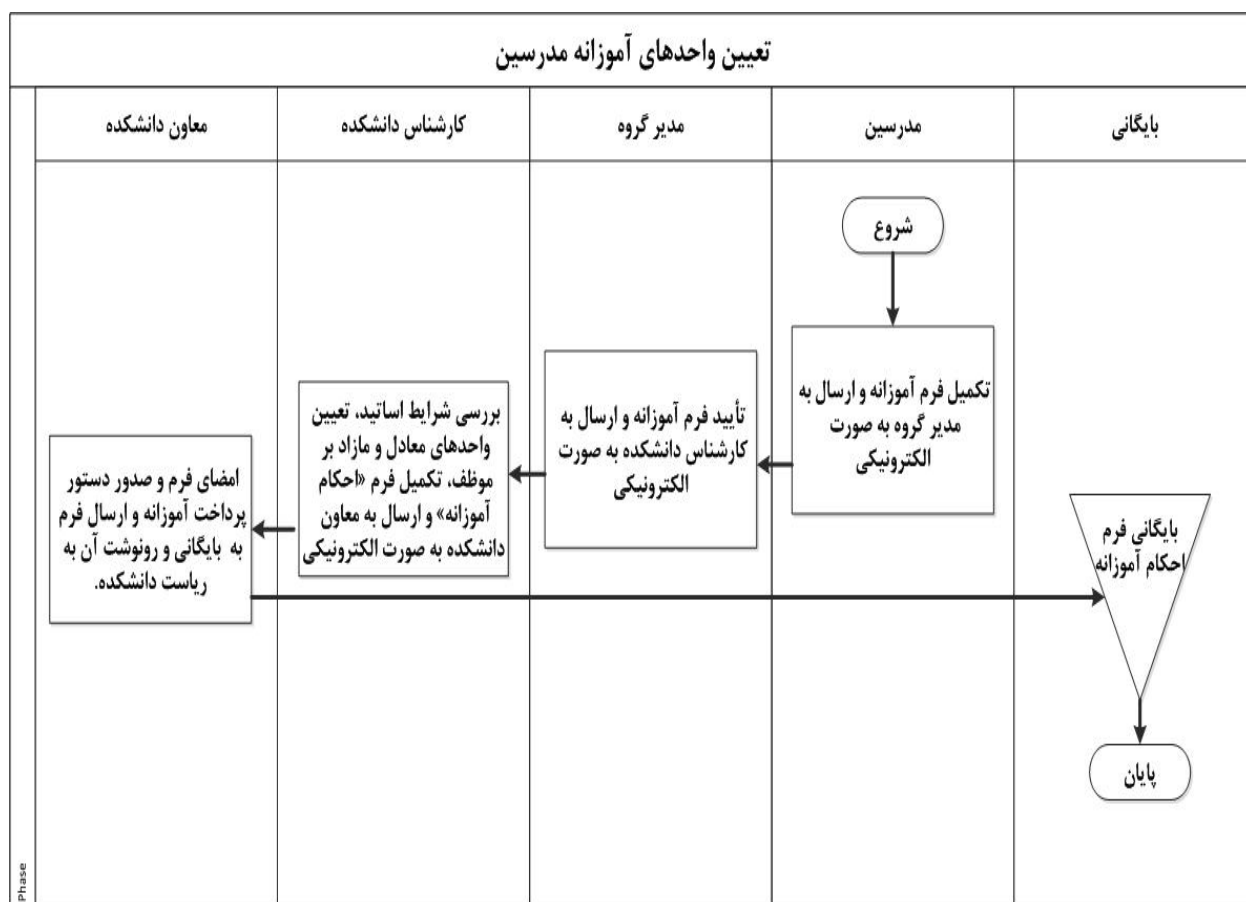 تعیین واحدهای آموزانه مدرسین
بایگانی
مدرسین
مدیر گروه
کارشناس دانشکده
معاون دانشکده
شروع
تکمیل فرم آموزانه و ارسال به
مدیر گروه به صورت
الکترونیکی
تأیید فرم آموزانه و ارسال به
کارشناس دانشکده به صورت
الکترونیکی
بررسی شرایط اساتید، تعیین
واحدهای معادل و مازاد بر
موظف، تکمیل فرم «احکام
آموزانه» و ارسال به معاون
دانشکده به صورت الکترونیکی
امضای فرم و صدور دستور
پرداخت آموزانه و ارسال فرم
به بایگانی و رونوشت آن به
ریاست دانشکده.
بایگانی فرم
احکام آموزانه
پایان
Phase